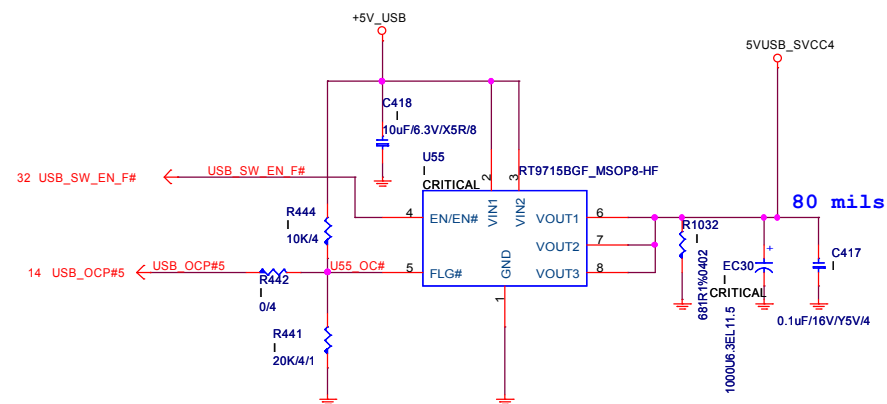 +5V_USB
5VUSB_SVCC4
C418
I
10uF/6.3V/X5R/8
U55
I
CRITICAL
RT9715BGF_MSOP8-HF
2
3
32 USB_SW_EN_F#
USB_SW_EN_F#
4
EN/EN#
VIN1
VIN2
VOUT1
6
80 mils
R444
I
10K/4
VOUT2
7
R1032
I
681R1%0402
14 USB_OCP#5
USB_OCP#5
U55_OC#
5
FLG#
GND
VOUT3
8
EC30
I
CRITICAL
1000U6.3EL11.5
+
C417
I
0.1uF/16V/Y5V/4
R442
I
0/4
1
R441
I
20K/4/1